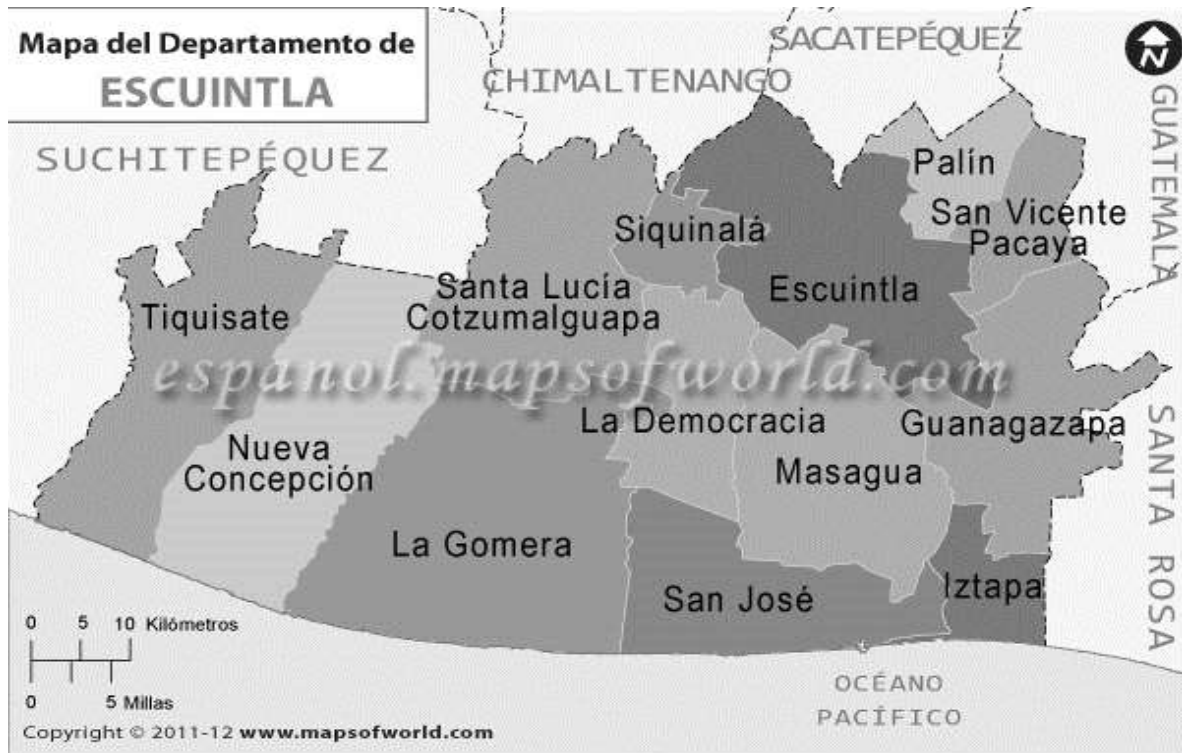 Mapa del Departamento de
ESCUINTLA
SACATEPÉQUEZ
N
CHIMALTENANGO
GUATEMALA
SUCHITEPÉQUEZ
Palín
San Vicente
Pacaya
Siquinalá
Santa Lucía
Cotzumalguapa
Escuintla
Tiquisate
espanol.mapsofworld.com
La Democracia
Guanagazapa
SANTA ROSA
Nueva
Concepción
Masagua
La Gomera
San José
Iztapa
0 5 10 Kilómetros
0 5 Millas
OCÉANO
PACÍFICO
Copyright © 2011-12 www.mapsofworld.com